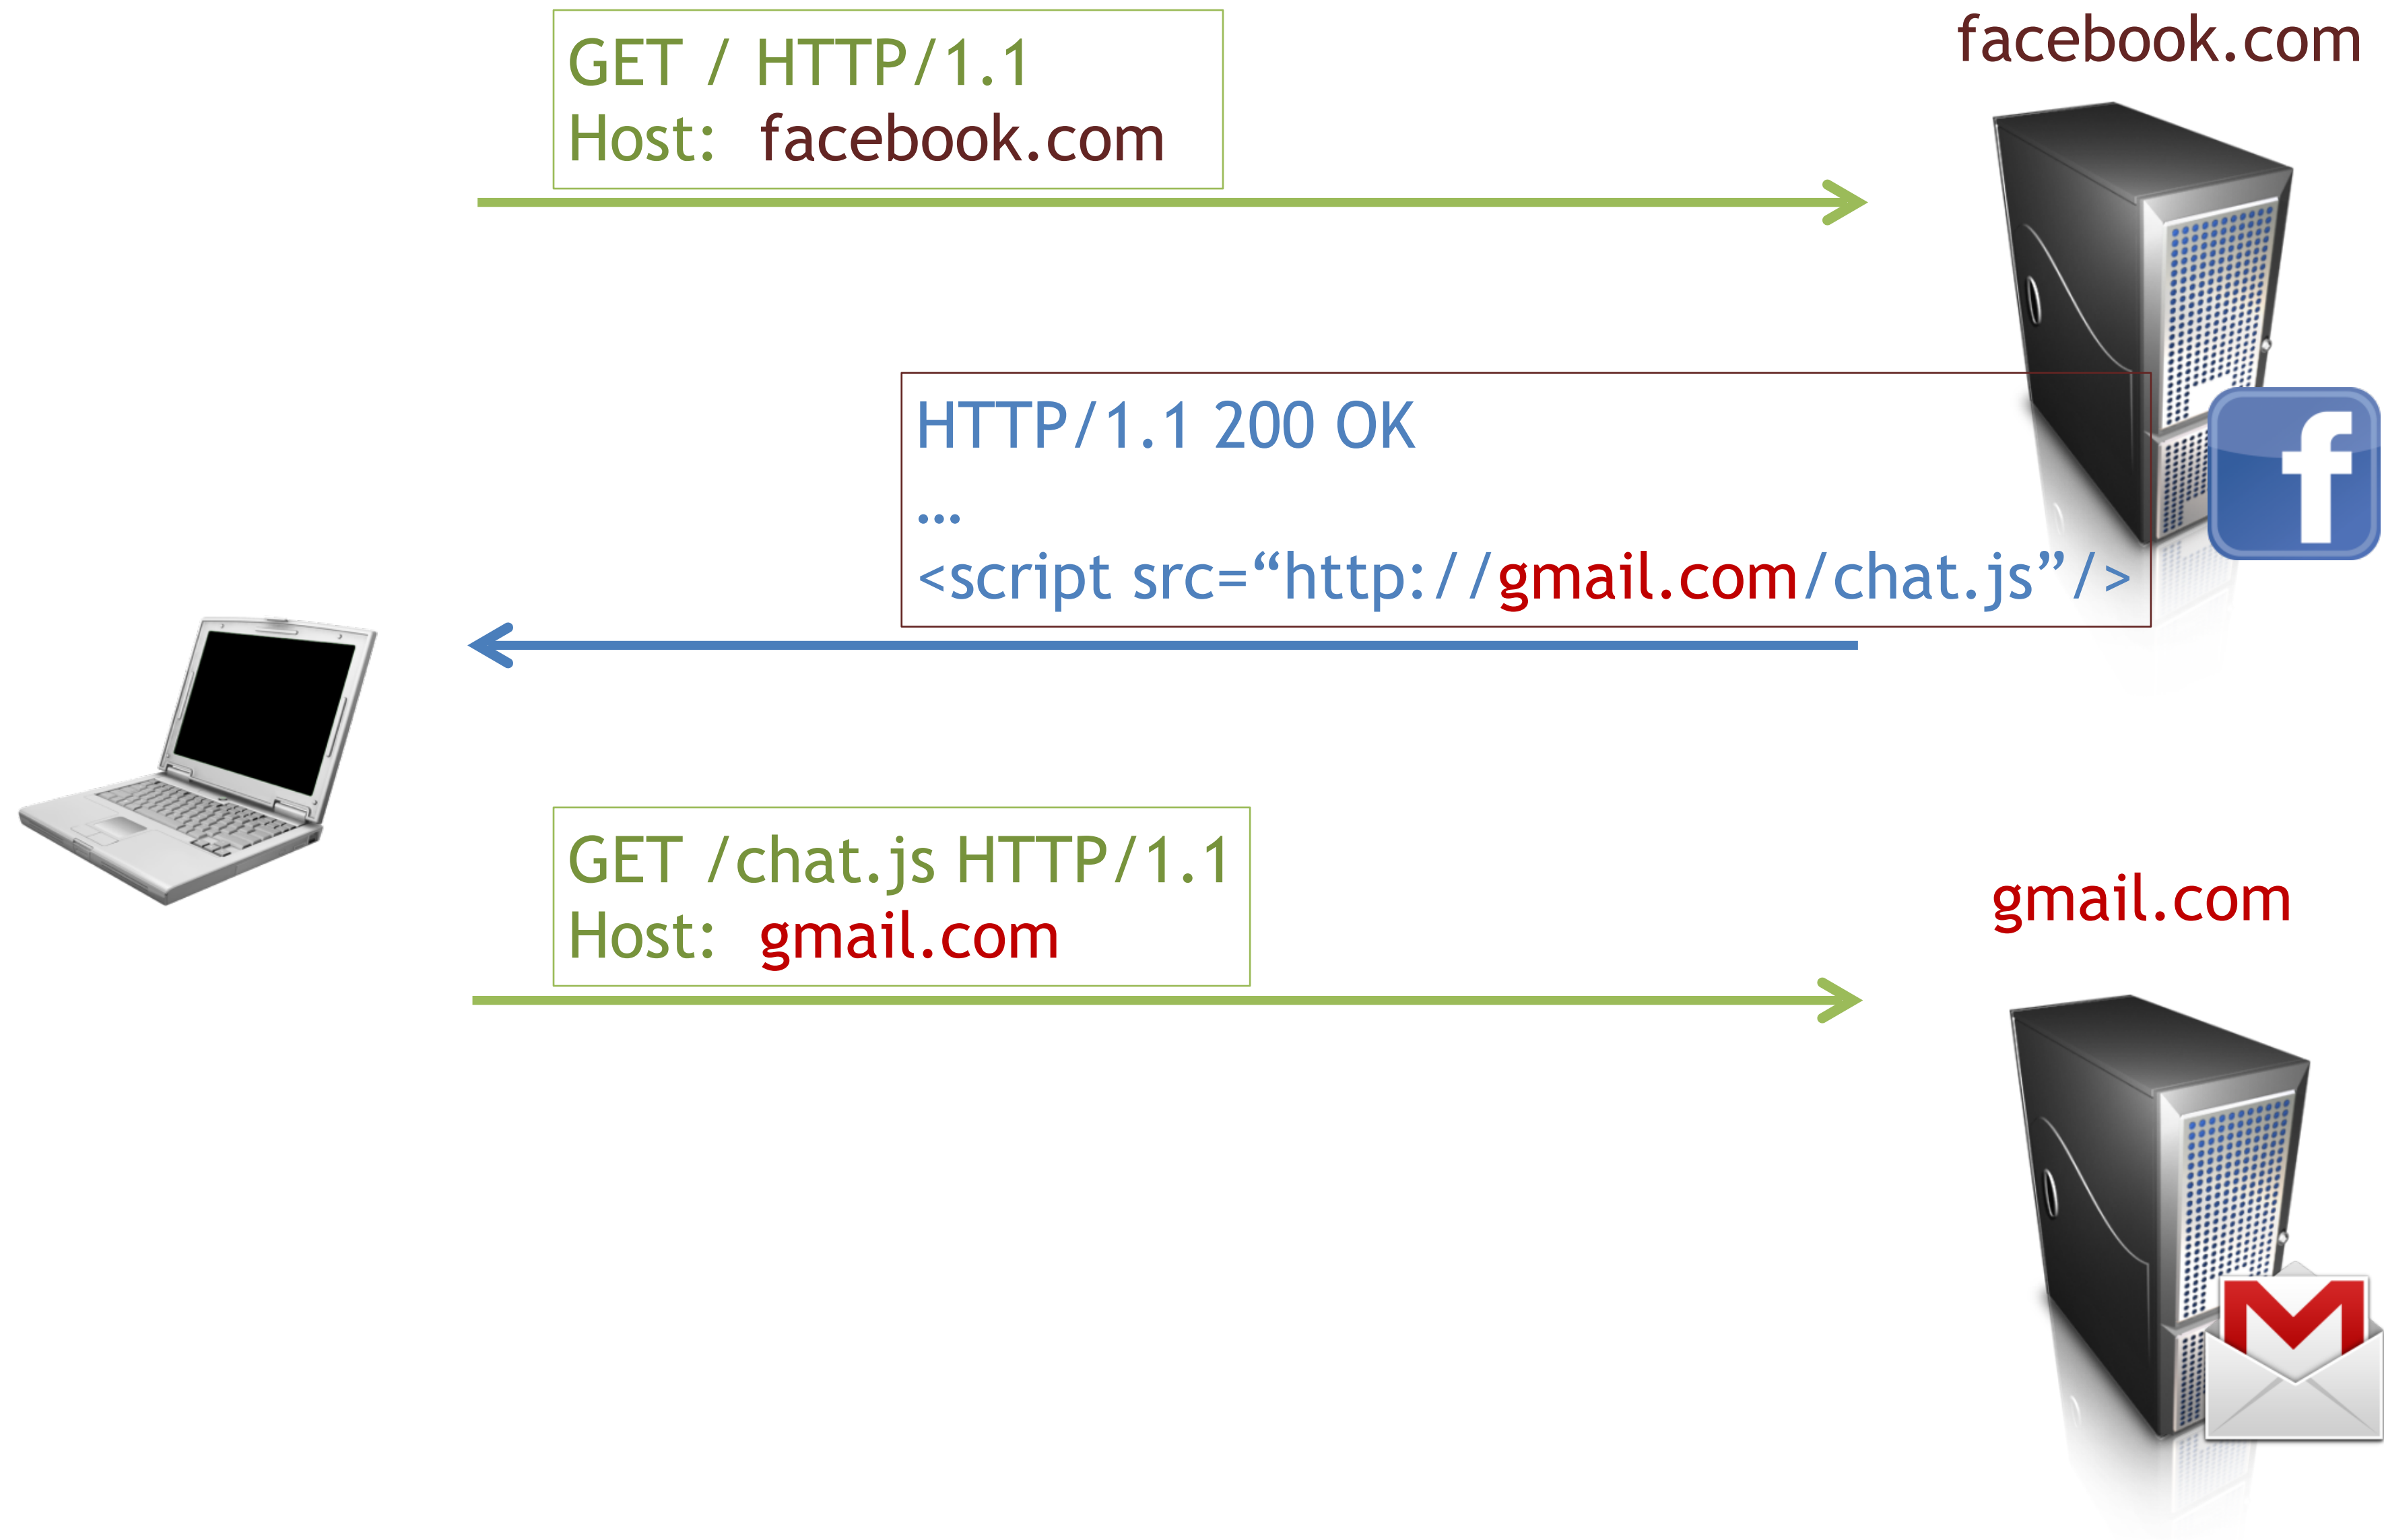 GET / HTTP/1.1
Host: facebook.com
facebook.com
HTTP/1.1 200 OK
…
<script src=“http://gmail.com/chat.js”/>
GET /chat.js HTTP/1.1
Host: gmail.com
gmail.com